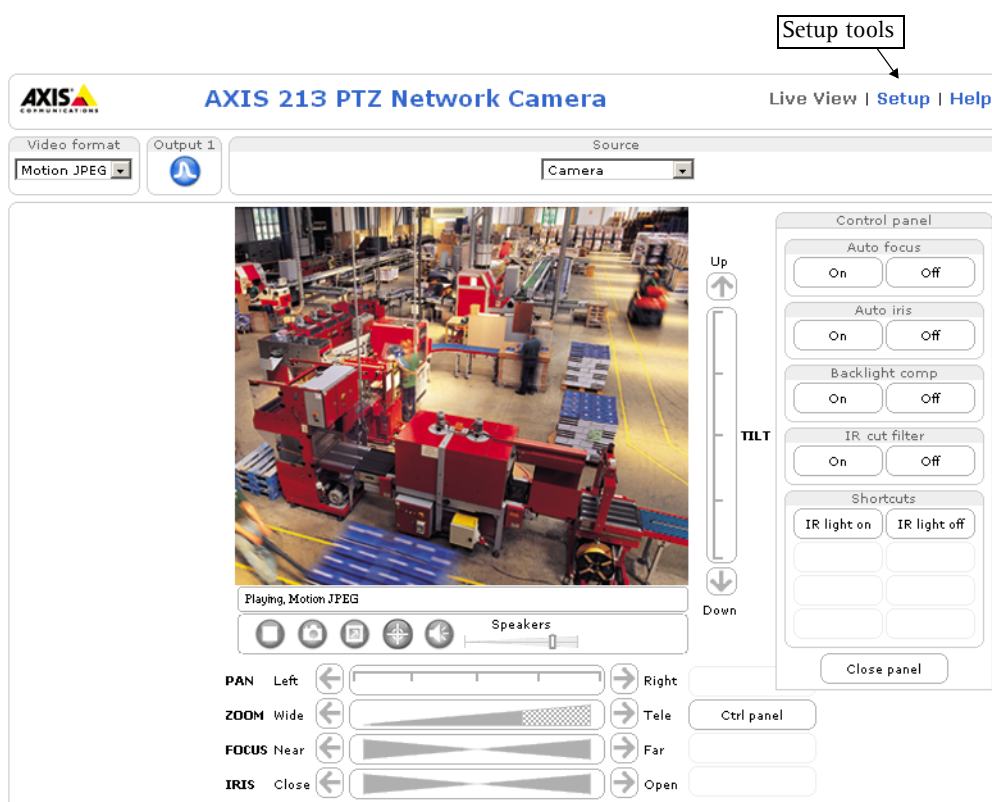 Setup tools
AXIS
COMMUNICATIONS
AXIS 213 PTZ Network Camera
Live View | Setup | Help
Video format
Motion JPEG
Output 1
Source
Camera
Control panel
Auto focus
On Off
Auto iris
On Off
Backlight comp
On Off
IR cut filter
On Off
Shortcuts
IR light on IR light off
Close panel
Up
TILT
Down
Playing, Motion JPEG
Speakers
PAN Left Right
ZOOM Wide Tele Ctrl panel
FOCUS Near Far
IRIS Close Open